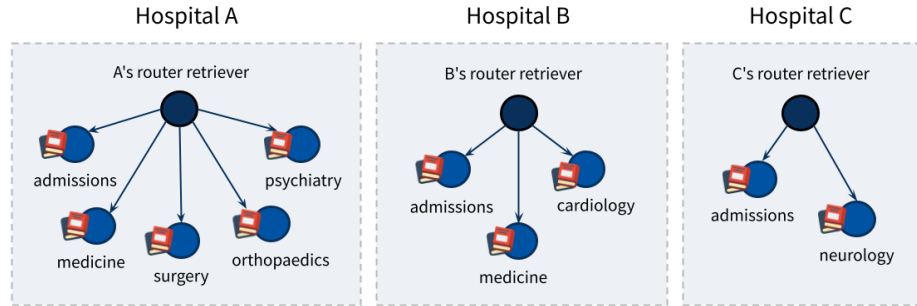 Hospital A
Hospital B
Hospital C
A's router retriever
B's router retriever
C's router retriever
admissions
psychiatry
medicine
surgery
orthopaedics
admissions
cardiology
medicine
admissions
neurology